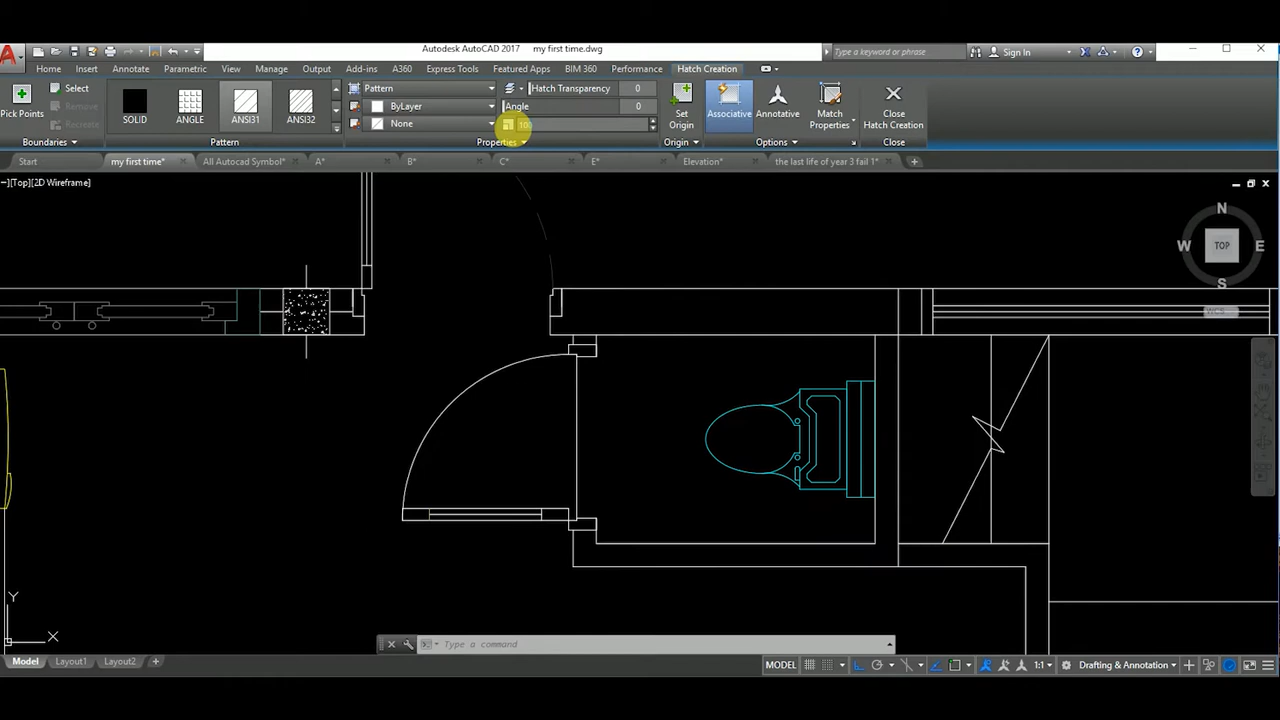 Autodesk AutoCAD 2017 my first time.dwg
Type a keyword or phrase
Sign In
Home Insert Annotate Parametric View Manage Output Add-ins A360 Express Tools Featured Apps BIM 360 Performance Hatch Creation
Pick Points
Select
Remove
Recreate
Boundaries
SOLID
ANGLE
ANSI31
ANSI32
Pattern
Pattern
ByLayer
None
Hatch Transparency 0
Angle 0
Properties
Set Origin
Origin
Associative
Annotative
Match Properties
Options
Close Hatch Creation
Close
Start my first time* All Autocad Symbol* A* B* C* E* Elevation* the last life of year 3 fail 1*
[Top][2D Wireframe]
N
W TOP E
S
WCS
Y
X
Type a command
Model Layout1 Layout2
MODEL 1:1 Drafting & Annotation